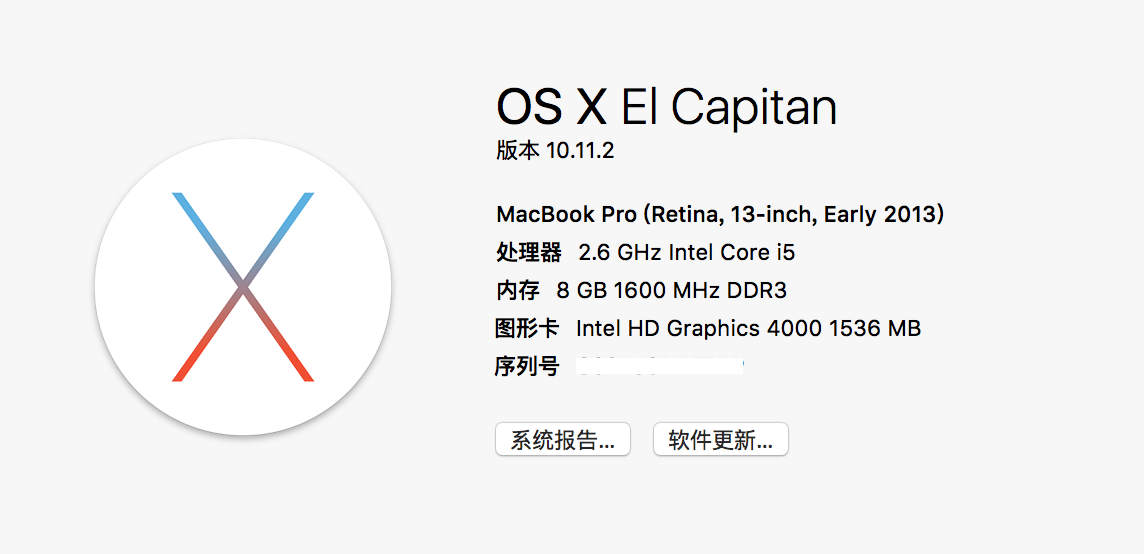 OS X El Capitan
版本 10.11.2
MacBook Pro (Retina, 13-inch, Early 2013)
处理器 2.6 GHz Intel Core i5
内存 8 GB 1600 MHz DDR3
图形卡 Intel HD Graphics 4000 1536 MB
序列号
系统报告... 软件更新...